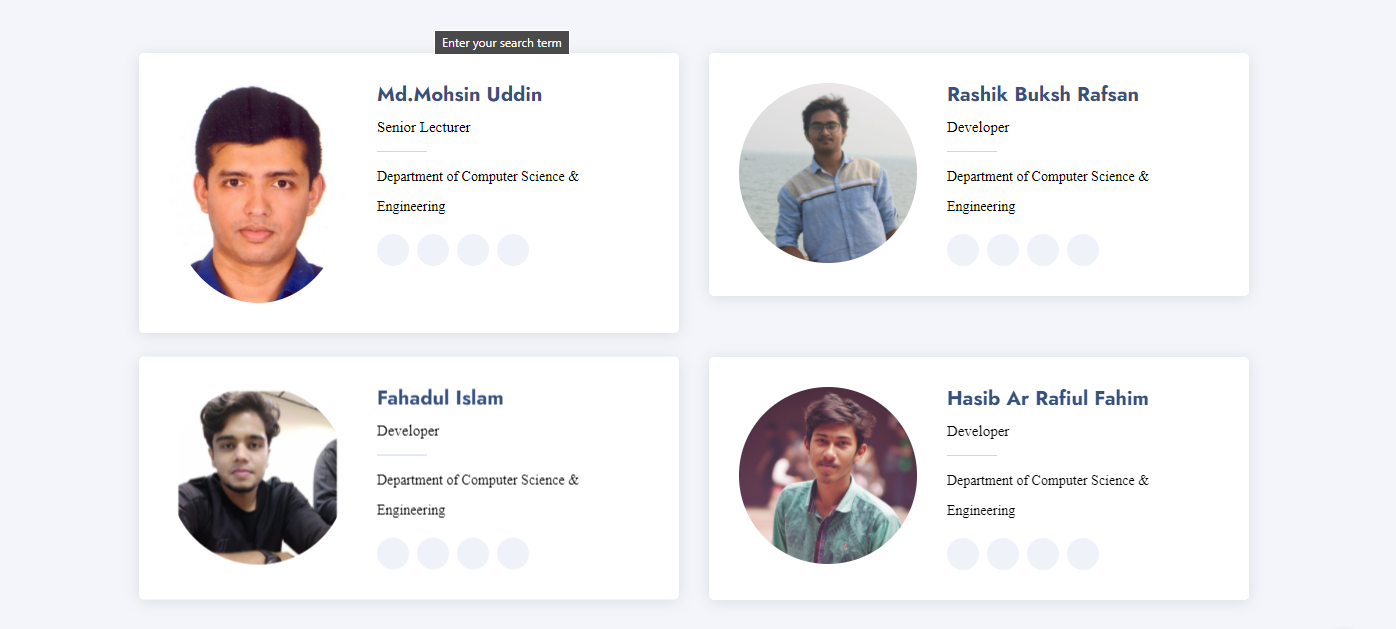 Enter your search term
Md.Mohsin Uddin
Senior Lecturer
Department of Computer Science &
Engineering
Rashik Buksh Rafsan
Developer
Department of Computer Science &
Engineering
Fahadul Islam
Developer
Department of Computer Science &
Engineering
Hasib Ar Rafiul Fahim
Developer
Department of Computer Science &
Engineering